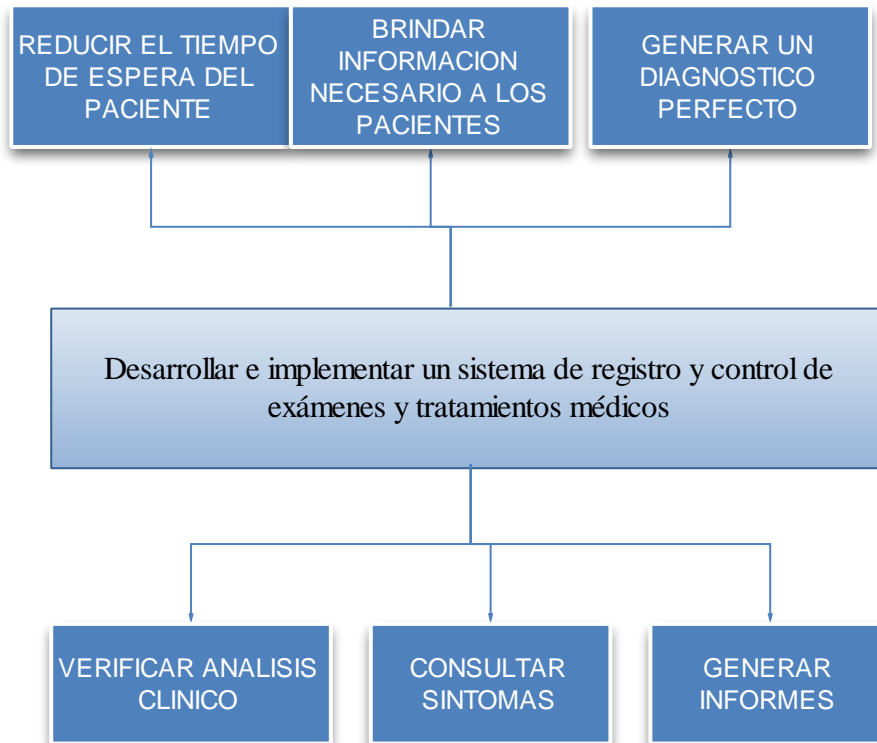 REDUCIR EL TIEMPO
DE ESPERA DEL
PACIENTE
BRINDAR
INFORMACION
NECESARIO A LOS
PACIENTES
GENERAR UN
DIAGNOSTICO
PERFECTO
Desarrollar e implementar un sistema de registro y control de
exámenes y tratamientos médicos
VERIFICAR ANALISIS
CLINICO
CONSULTAR
SINTOMAS
GENERAR
INFORMES